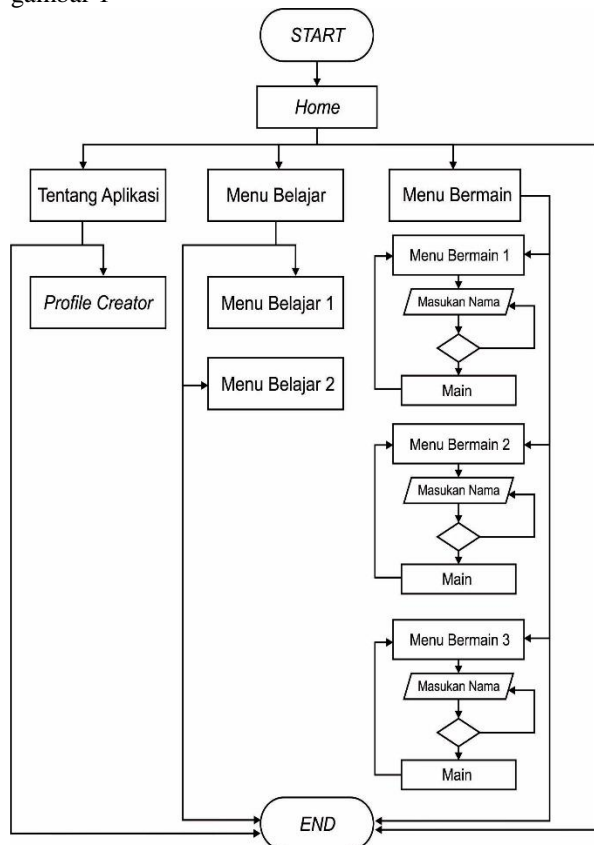 gambar 1
START
Home
Tentang Aplikasi
Menu Belajar
Menu Bermain
Profile Creator
Menu Belajar 1
Menu Belajar 2
Menu Bermain 1
Masukan Nama
Main
Menu Bermain 2
Masukan Nama
Main
Menu Bermain 3
Masukan Nama
Main
END